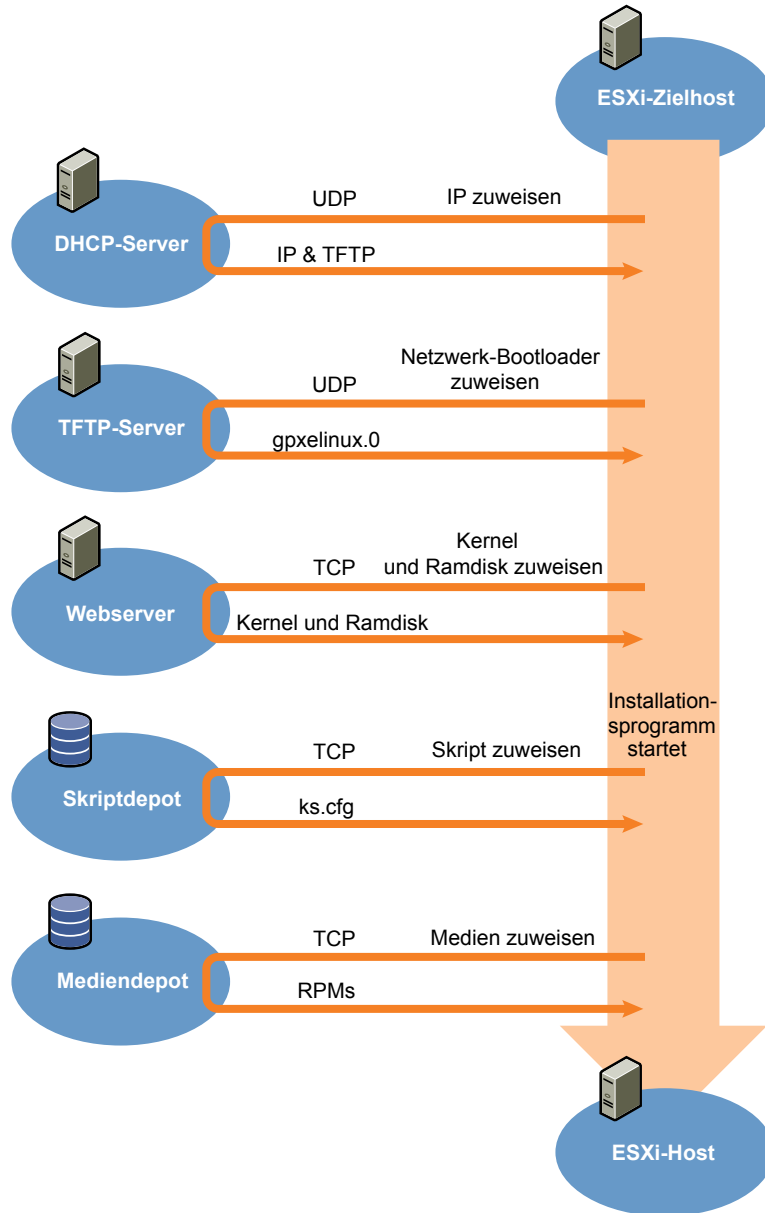 ESXi-Zielhost
UDP
IP zuweisen
DHCP-Server
IP & TFTP
Netzwerk-Bootloader
zuweisen
UDP
TFTP-Server
gpxelinux.0
Kernel
und Ramdisk zuweisen
TCP
Webserver
Kernel und Ramdisk
Installation-
sprogramm
startet
TCP
Skript zuweisen
Skriptdepot
ks.cfg
TCP
Medien zuweisen
Mediendepot
RPMs
ESXi-Host